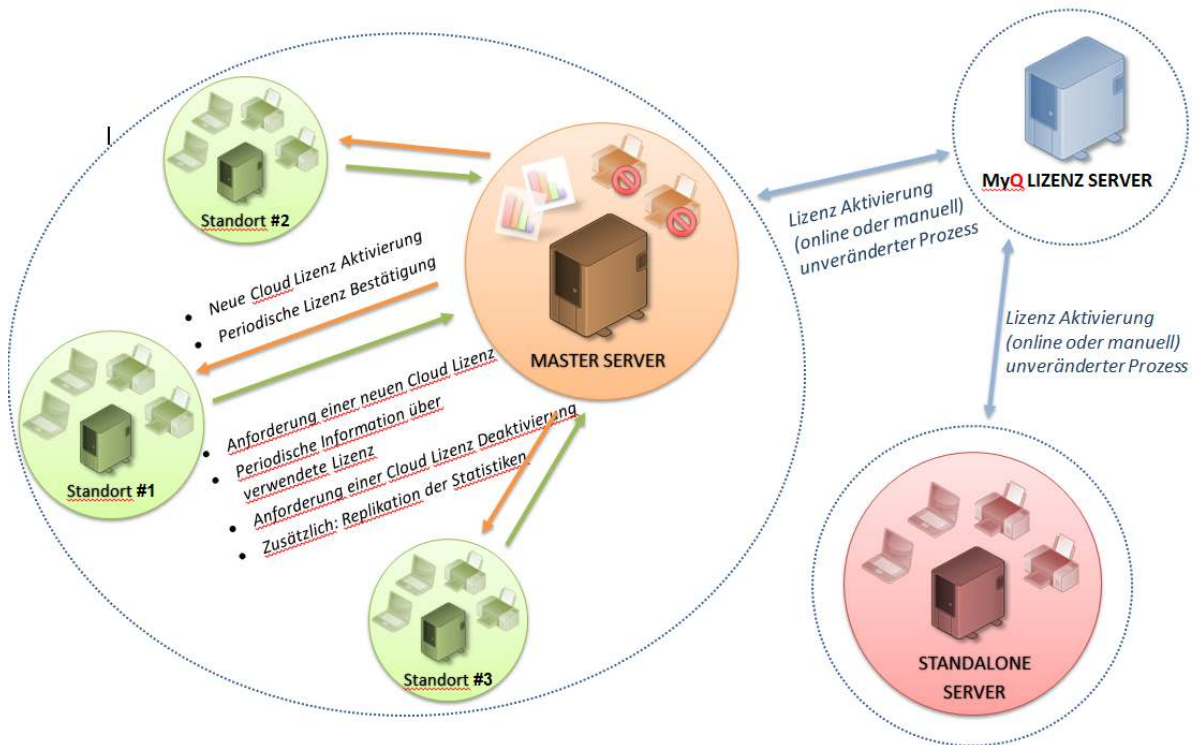 Standort #2
MASTER SERVER
MyQ LIZENZ SERVER
Lizenz Aktivierung
(online oder manuell)
unveränderter Prozess
• Neue Cloud Lizenz Aktivierung
• Periodische Lizenz Bestätigung
Standort #1
• Anforderung einer neuen Cloud Lizenz
• Periodische Information über
verwendete Lizenz
• Anforderung einer Cloud Lizenz Deaktivierung
• Zusätzlich: Replikation der Statistiken
Lizenz Aktivierung
(online oder manuell)
unveränderter Prozess
Standort #3
STANDALONE
SERVER